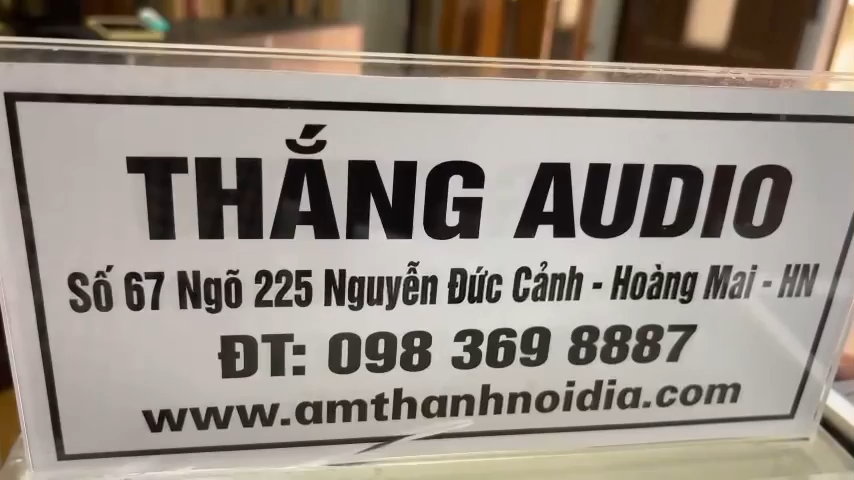 THẮNG AUDIO
Số 67 Ngõ 225 Nguyễn Đức Cảnh - Hoàng Mai - HN
ĐT: 098 369 8887
www.amthanhnoidia.com